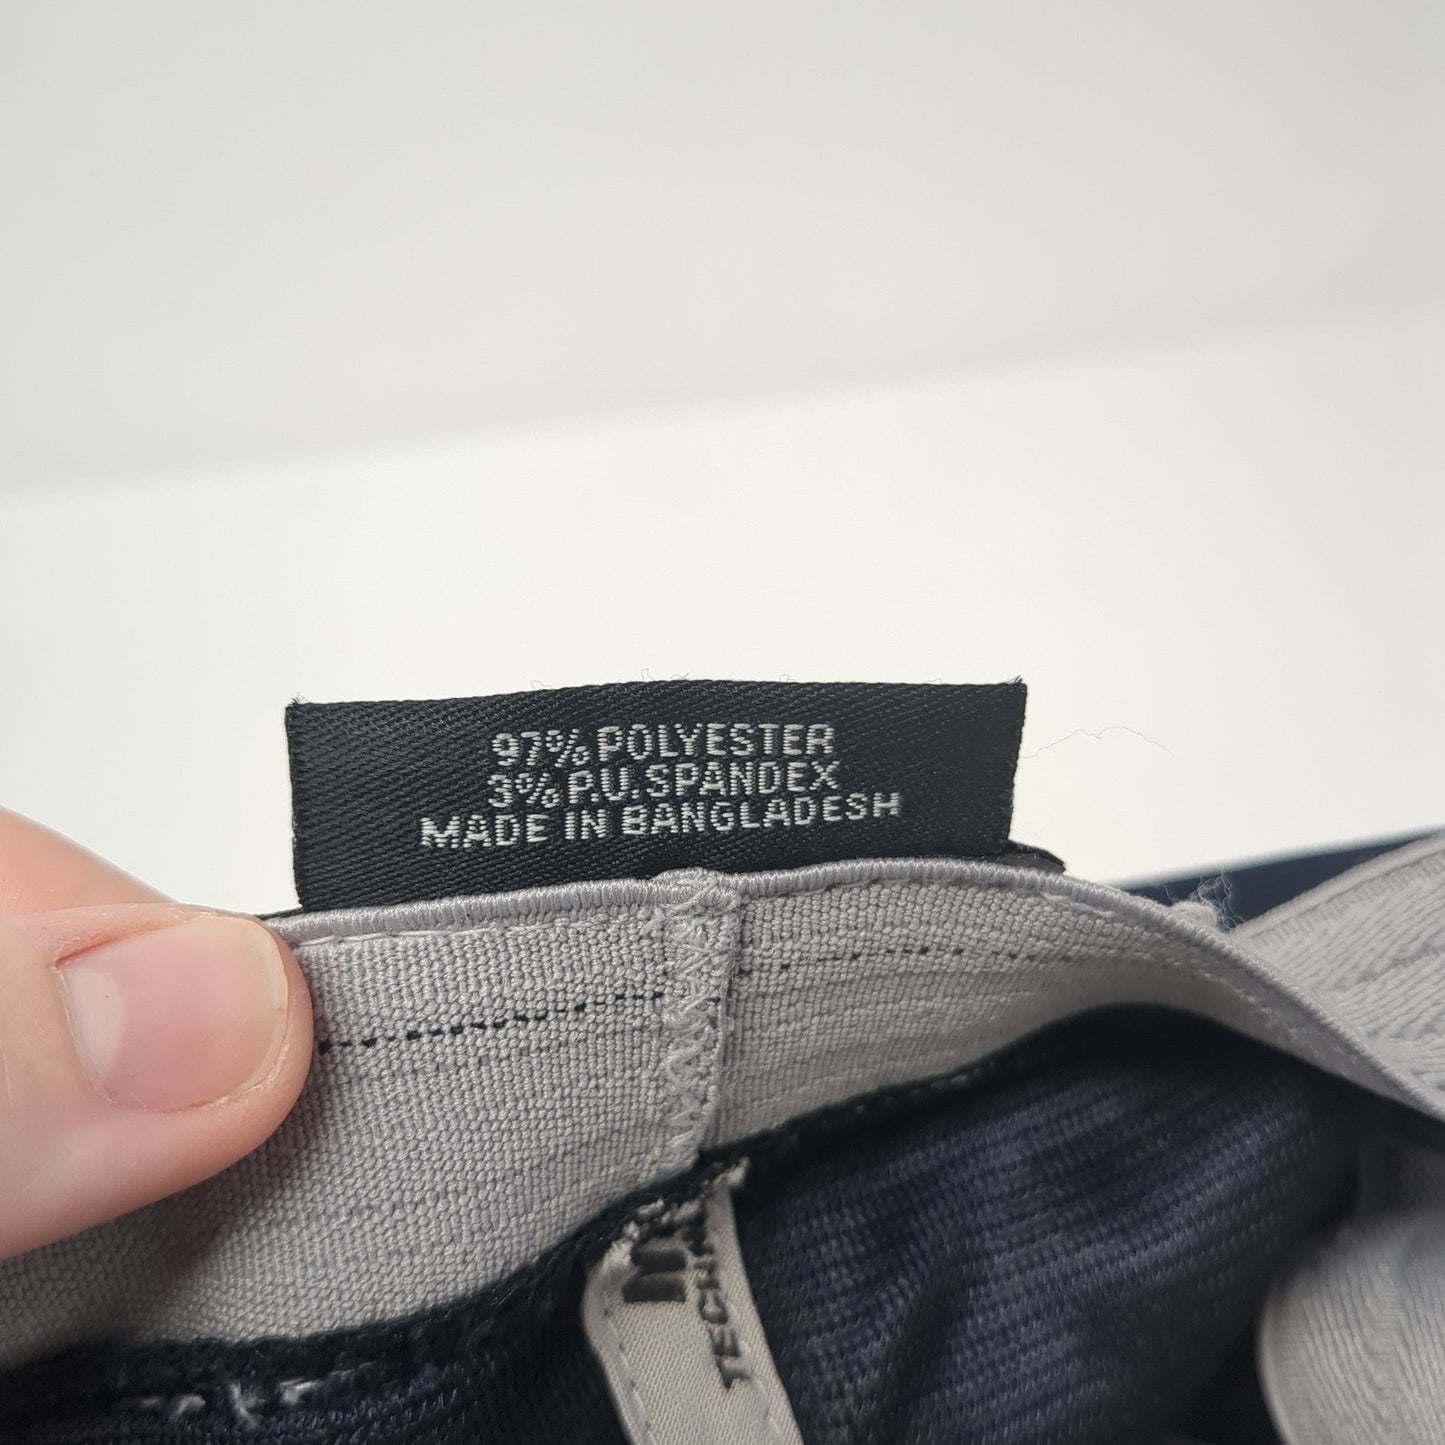 97% POLYESTER
3% P.U. SPANDEX
MADE IN BANGLADESH